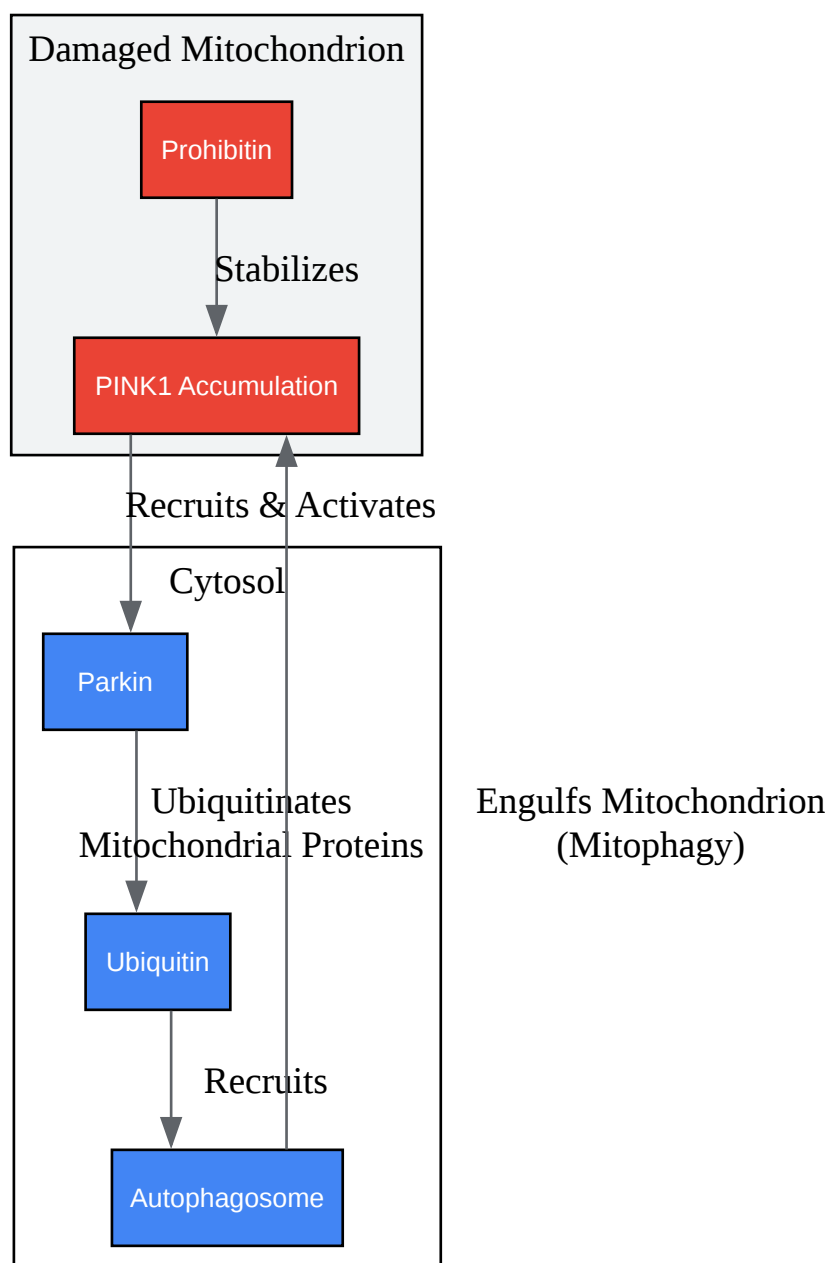 Damaged Mitochondrion
Prohibitin
Stabilizes
PINK1 Accumulation
Recruits & Activates
Cytosol
Parkin
Ubiquitinates
Mitochondrial Proteins
Engulfs Mitochondrion
(Mitophagy)
Ubiquitin
Recruits
Autophagosome